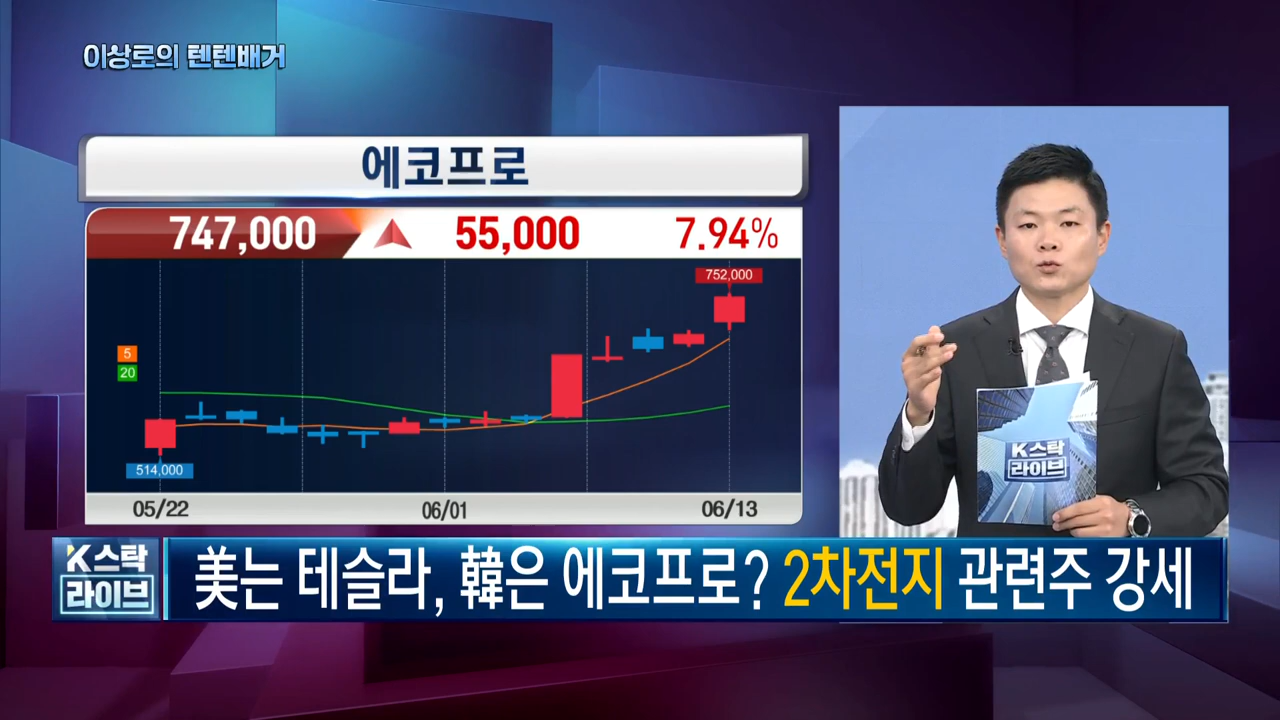 이상로의 텐텐배거
에코프로
747,000 ▲ 55,000 7.94%
752,000
5
20
514,000
05/22 06/01 06/13
K스탁
라이브
K스탁
라이브
美는 테슬라, 韓은 에코프로? 2차전지 관련주 강세